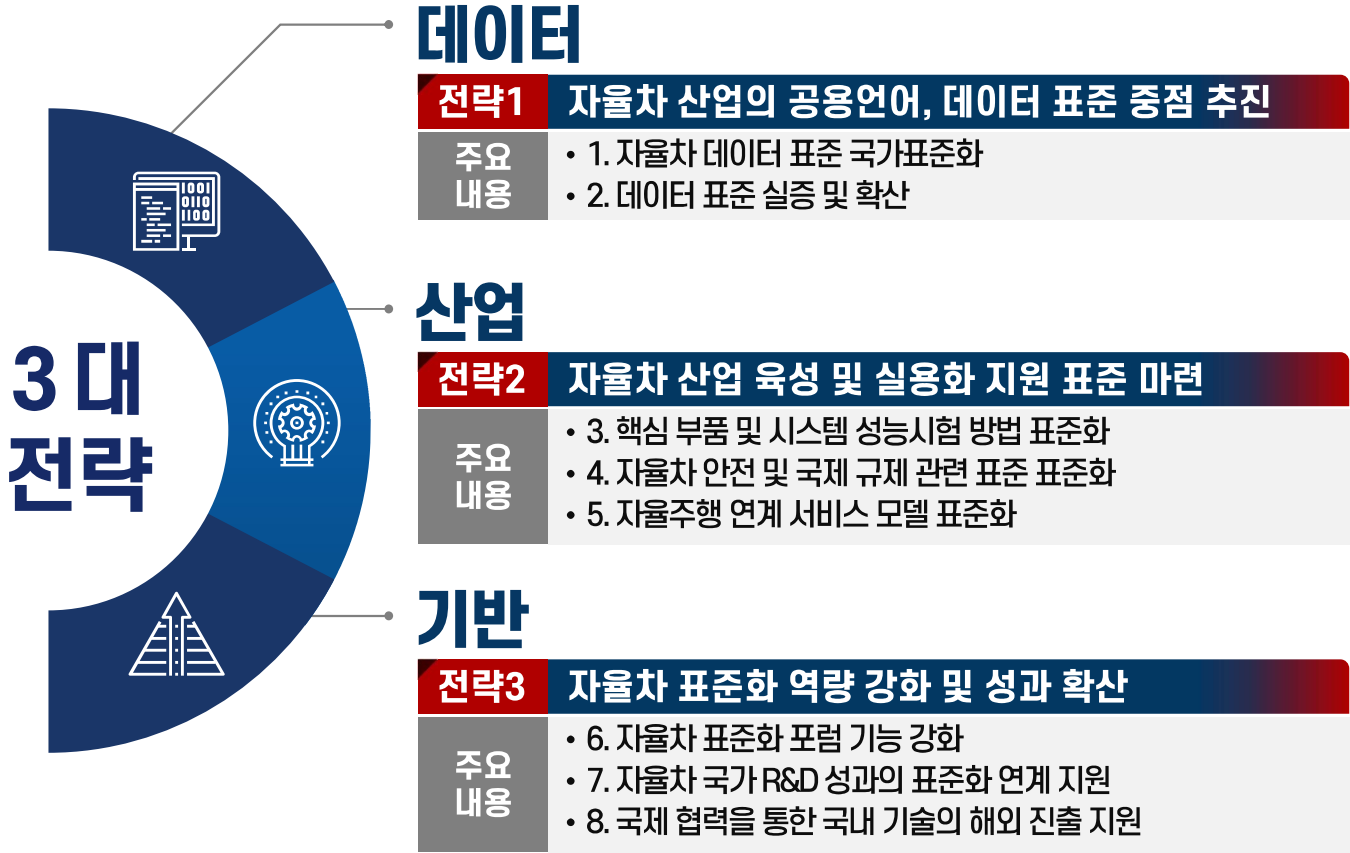 3대
전략
데이터
전략1 자율차 산업의 공용언어, 데이터 표준 중점 추진
주요
내용
• 1. 자율차 데이터 표준 국가표준화
• 2. 데이터 표준 실증 및 확산
1001
0110
1100
산업
전략2 자율차 산업 육성 및 실용화 지원 표준 마련
주요
내용
• 3. 핵심 부품 및 시스템 성능시험 방법 표준화
• 4. 자율차 안전 및 국제 규제 관련 표준 표준화
• 5. 자율주행 연계 서비스 모델 표준화
기반
전략3 자율차 표준화 역량 강화 및 성과 확산
주요
내용
• 6. 자율차 표준화 포럼 기능 강화
• 7. 자율차 국가 R&D 성과의 표준화 연계 지원
• 8. 국제 협력을 통한 국내 기술의 해외 진출 지원